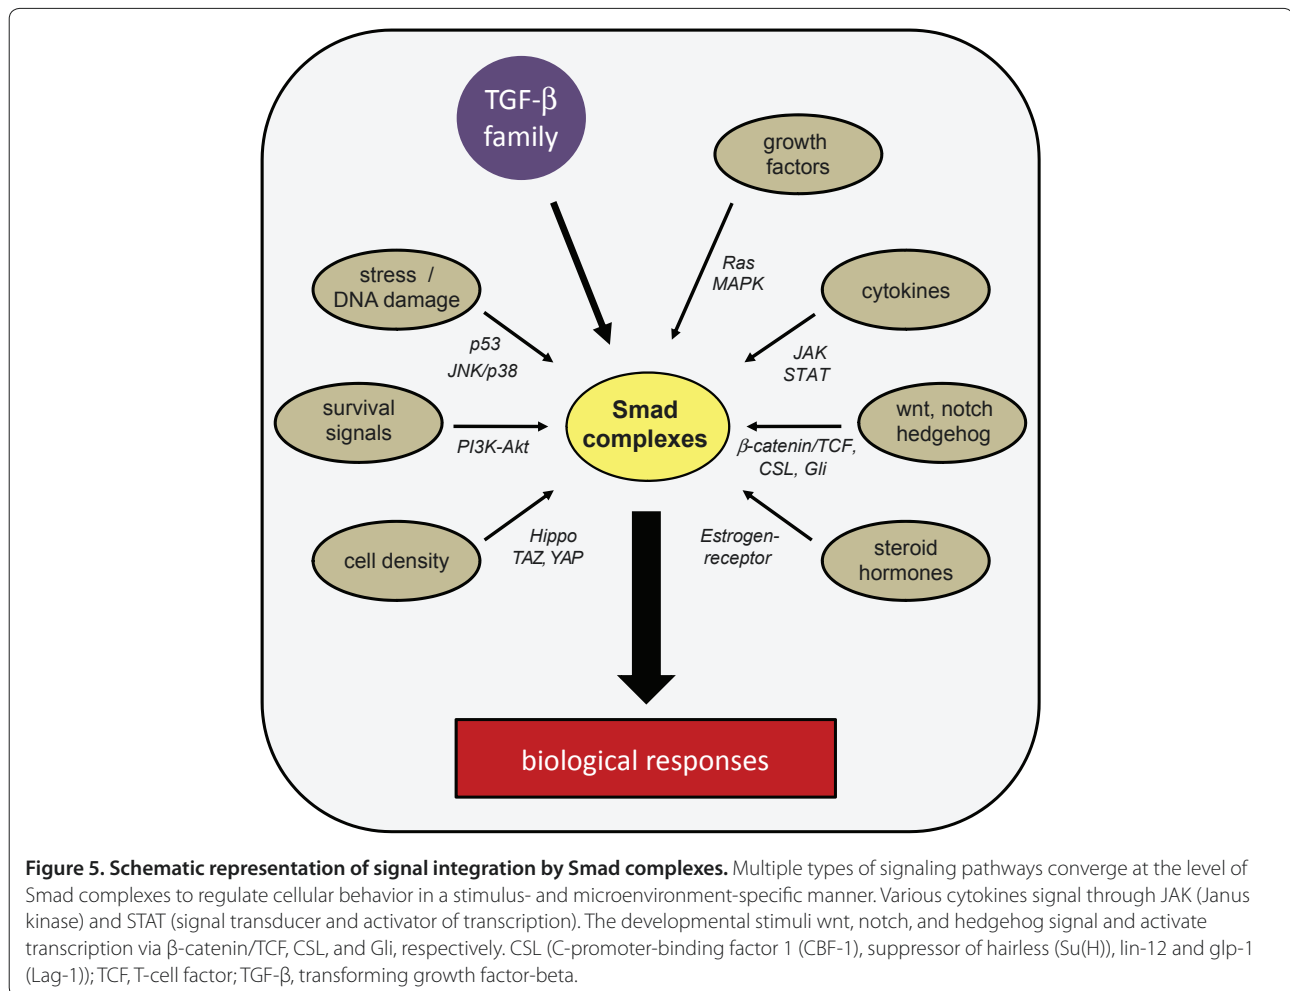 TGF-β
family
growth
factors
stress /
DNA damage
Ras
MAPK
cytokines
p53
JNK/p38
JAK
STAT
survival
signals
PI3K-Akt
Smad
complexes
wnt, notch
hedgehog
β-catenin/TCF,
CSL, Gli
cell density
Hippo
TAZ, YAP
Estrogen-
receptor
steroid
hormones
biological responses
Figure 5. Schematic representation of signal integration by Smad complexes. Multiple types of signaling pathways converge at the level of
Smad complexes to regulate cellular behavior in a stimulus- and microenvironment-specific manner. Various cytokines signal through JAK (Janus
kinase) and STAT (signal transducer and activator of transcription). The developmental stimuli wnt, notch, and hedgehog signal and activate
transcription via β-catenin/TCF, CSL, and Gli, respectively. CSL (C-promoter-binding factor 1 (CBF-1), suppressor of hairless (Su(H)), lin-12 and glp-1
(Lag-1)); TCF, T-cell factor; TGF-β, transforming growth factor-beta.